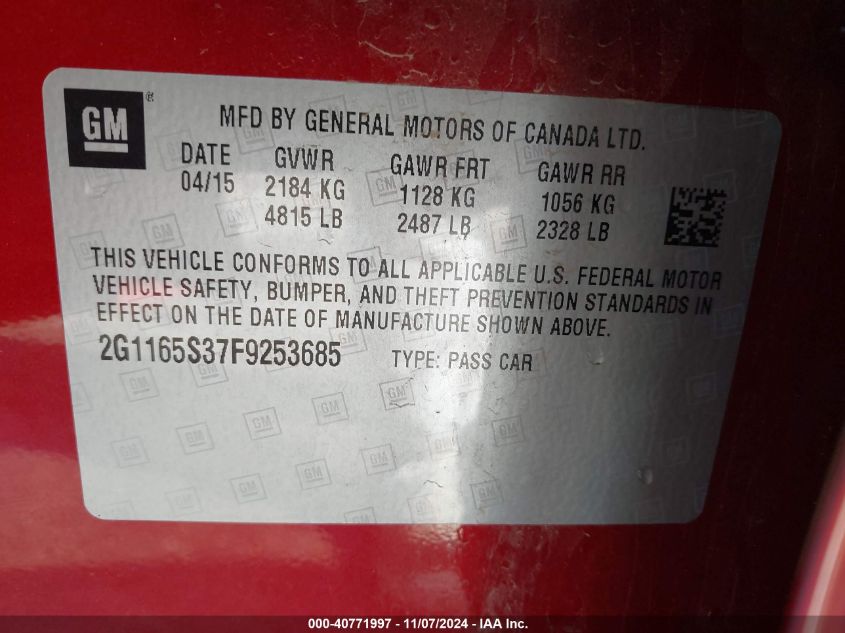 GM ®
MFD BY GENERAL MOTORS OF CANADA LTD.
DATE GVWR GAWR FRT GAWR RR
04/15 2184 KG 1128 KG 1056 KG
4815 LB 2487 LB 2328 LB
THIS VEHICLE CONFORMS TO ALL APPLICABLE U.S. FEDERAL MOTOR
VEHICLE SAFETY, BUMPER, AND THEFT PREVENTION STANDARDS IN
EFFECT ON THE DATE OF MANUFACTURE SHOWN ABOVE.
2G1165S37F9253685 TYPE: PASS CAR
000-40771997 - 11/07/2024 - IAA Inc.